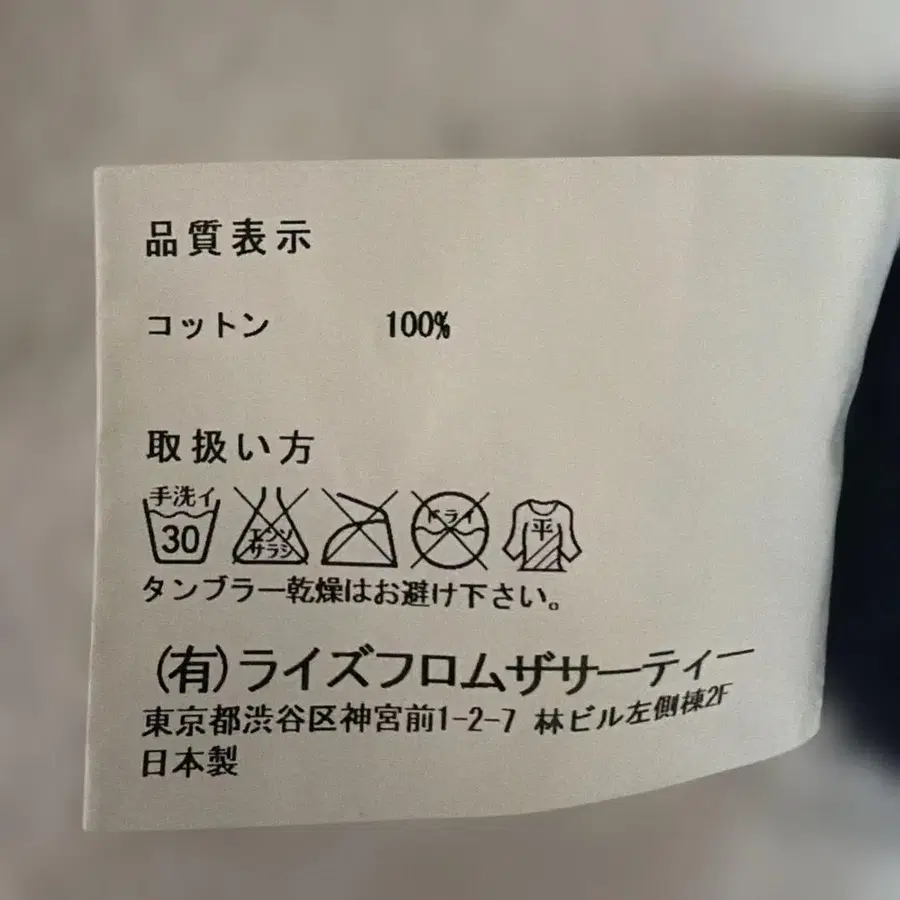 品質表示
コットン 100%
取扱い方
手洗イ エンソ ドライ 平
30 サラシ
タンブラー乾燥はお避け下さい。
(有)ライズフロムザサーティー
東京都渋谷区神宮前1-2-7 林ビル左側棟2F
日本製